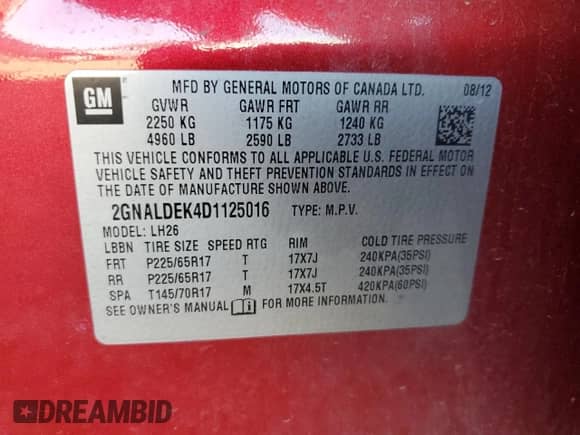 GM
MFD BY GENERAL MOTORS OF CANADA LTD. 08/12
GVWR GAWR FRT GAWR RR
2250 KG 1175 KG 1240 KG
4960 LB 2590 LB 2733 LB
THIS VEHICLE CONFORMS TO ALL APPLICABLE U.S. FEDERAL MOTOR
VEHICLE SAFETY AND THEFT PREVENTION STANDARDS IN EFFECT ON
THE DATE OF MANUFACTURE SHOWN ABOVE.
2GNALDEK4D1125016 TYPE: M.P.V.
MODEL: LH26
LBBN TIRE SIZE SPEED RTG RIM COLD TIRE PRESSURE
FRT P225/65R17 T 17X7J 240KPA(35PSI)
RR P225/65R17 T 17X7J 240KPA(35PSI)
SPA T145/70R17 M 17X4.5T 420KPA(60PSI)
SEE OWNER'S MANUAL FOR MORE INFORMATION
DREAMBID